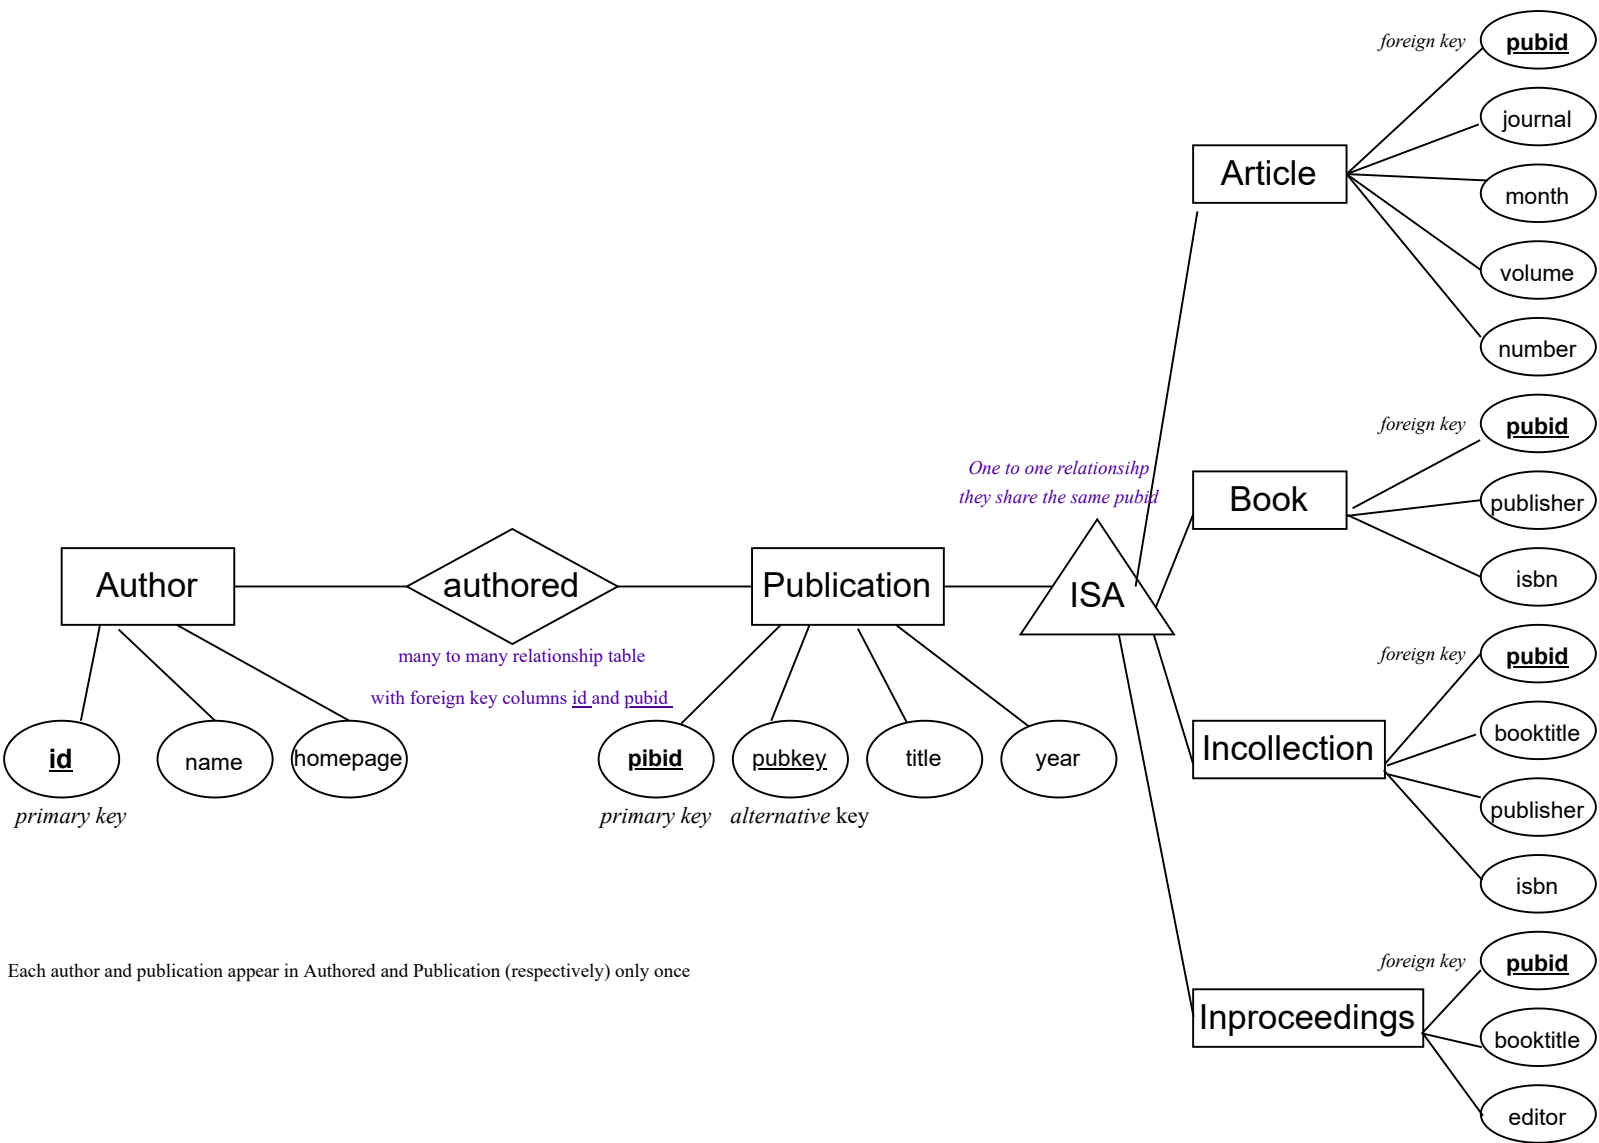 foreign key
pubid
journal
Article
month
volume
number
foreign key
pubid
One to one relationsihp
they share the same pubid
Book
publisher
isbn
Author
authored
Publication
ISA
many to many relationship table
with foreign key columns id and pubid
foreign key
pubid
id
name
homepage
pibid
pubkey
title
year
Incollection
booktitle
primary key
primary key
alternative key
publisher
isbn
Each author and publication appear in Authored and Publication (respectively) only once
foreign key
pubid
Inproceedings
booktitle
editor